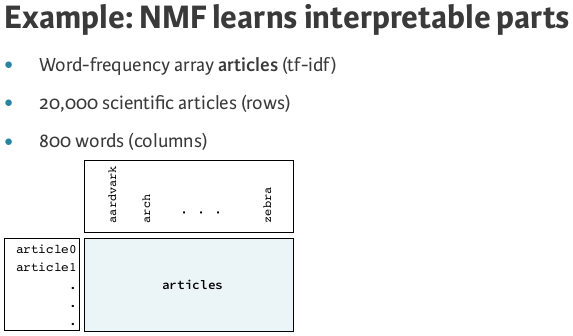 Example: NMF learns interpretable parts
• Word-frequency array articles (tf-idf)
• 20,000 scientific articles (rows)
• 800 words (columns)
aardvark
arch
. . .
zebra
article0
article1
.
.
.
articles